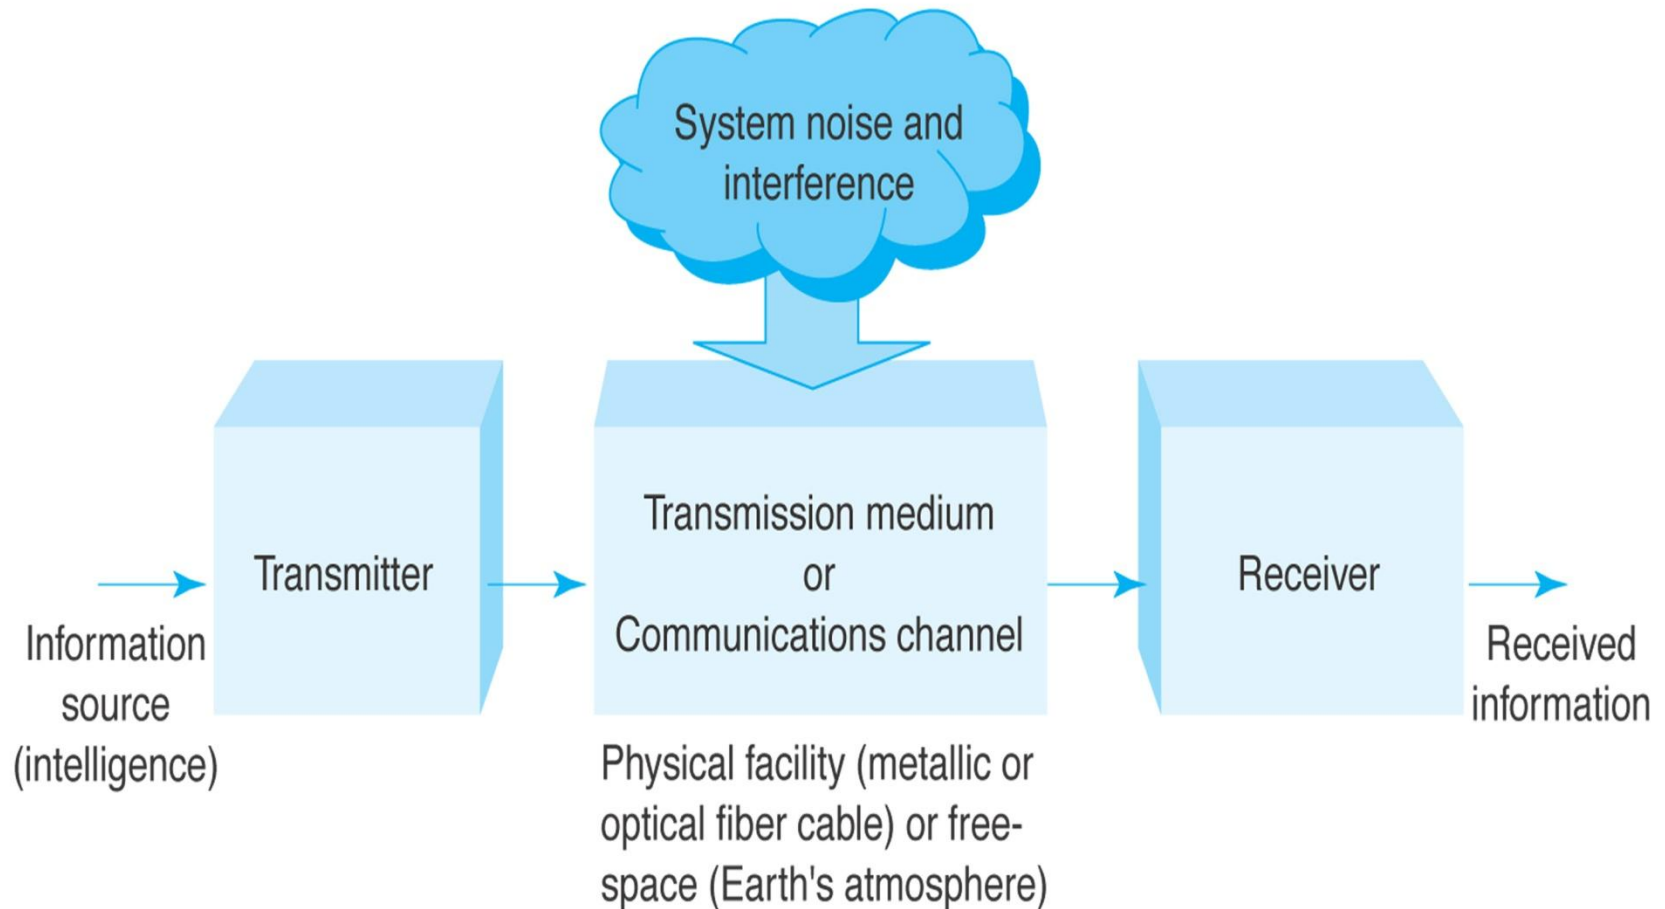 System noise and
interference
Transmitter
Transmission medium
or
Communications channel
Receiver
Information
source
(intelligence)
Received
information
Physical facility (metallic or
optical fiber cable) or free-
space (Earth's atmosphere)